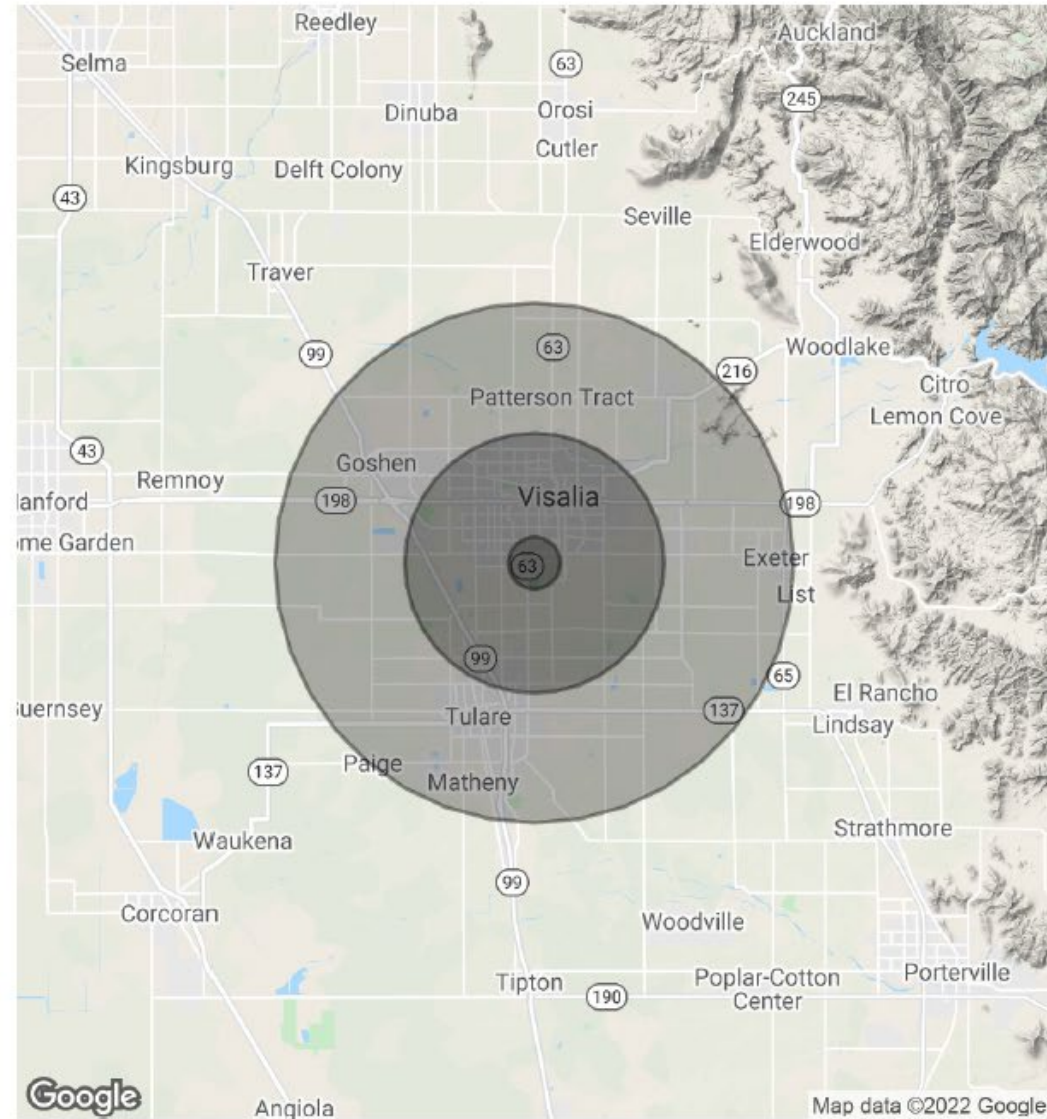 Reedley
Auckland
Selma
63
245
Dinuba
Orosi
Cutler
Kingsburg
Delft Colony
43
Seville
Elderwood
Traver
99
63
Woodlake
216
Patterson Tract
Citro
Lemon Cove
43
Goshen
Remnoy
198
Visalia
198
lanford
ome Garden
63
Exeter
List
99
65
El Rancho
Guernsey
Tulare
137
Lindsay
137
Paige
Matheny
Waukena
Strathmore
99
Corcoran
Woodville
Tipton
190
Poplar-Cotton
Center
Porterville
Google
Angiola
Map data ©2022 Google